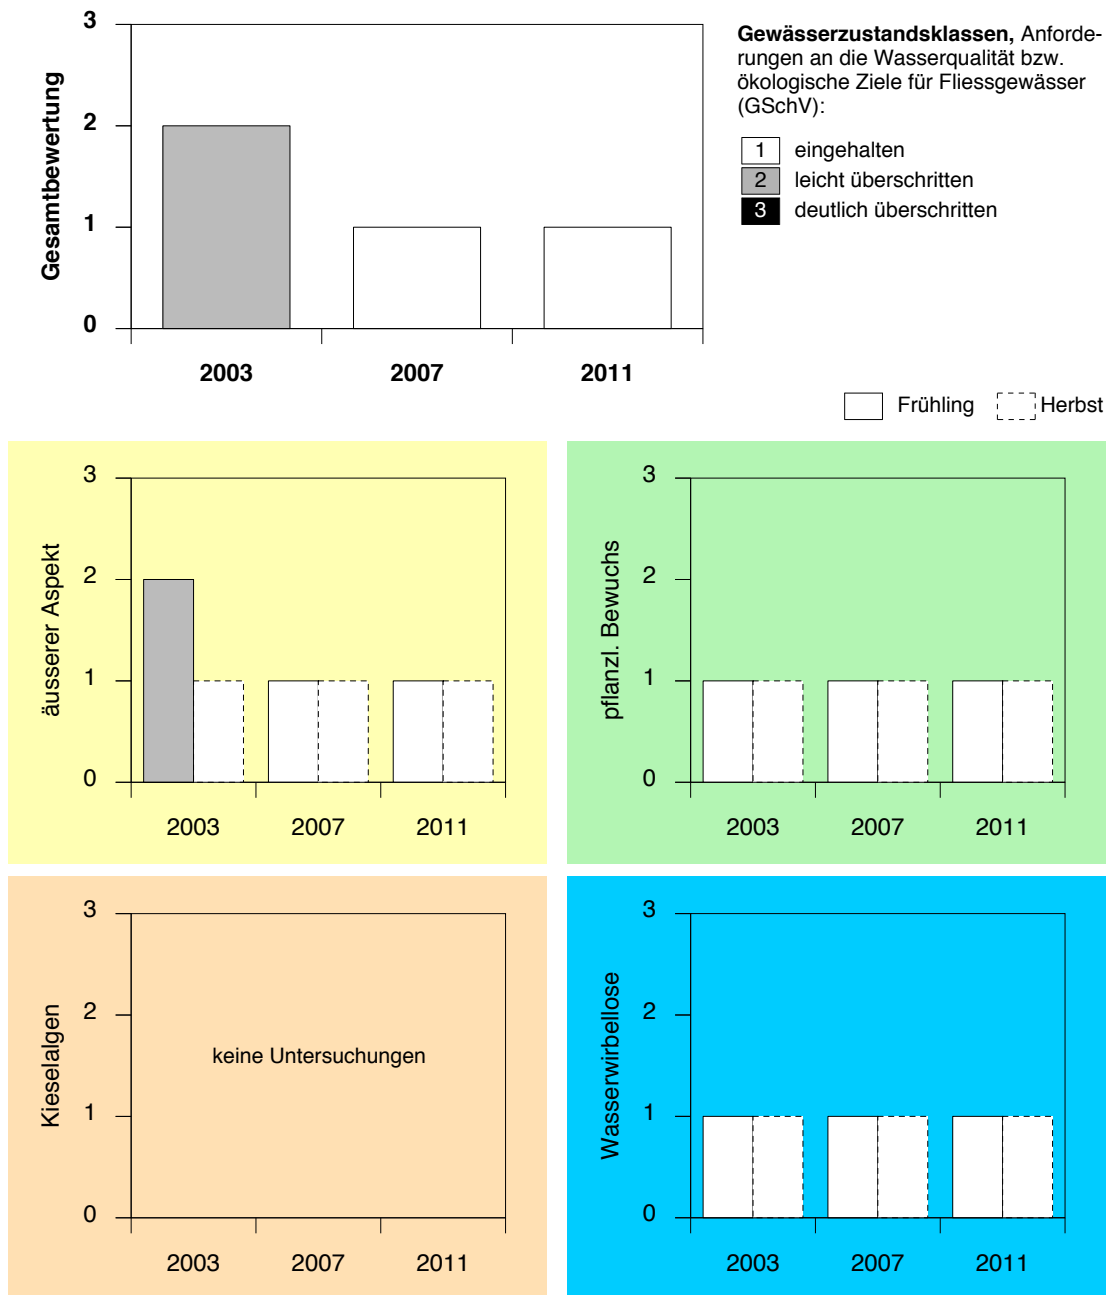 Gesamtbewertung
3
2
1
0
2003 2007 2011
Gewässerzustandsklassen, Anforde-
rungen an die Wasserqualität bzw.
ökologische Ziele für Fliessgewässer
(GSchV):
1 eingehalten
2 leicht überschritten
3 deutlich überschritten
Frühling Herbst
äusserer Aspekt
3
2
1
0
2003 2007 2011
pflanzl. Bewuchs
3
2
1
0
2003 2007 2011
Kieselalgen
3
2
1
0
keine Untersuchungen
2003 2007 2011
Wasserwirbellose
3
2
1
0
2003 2007 2011